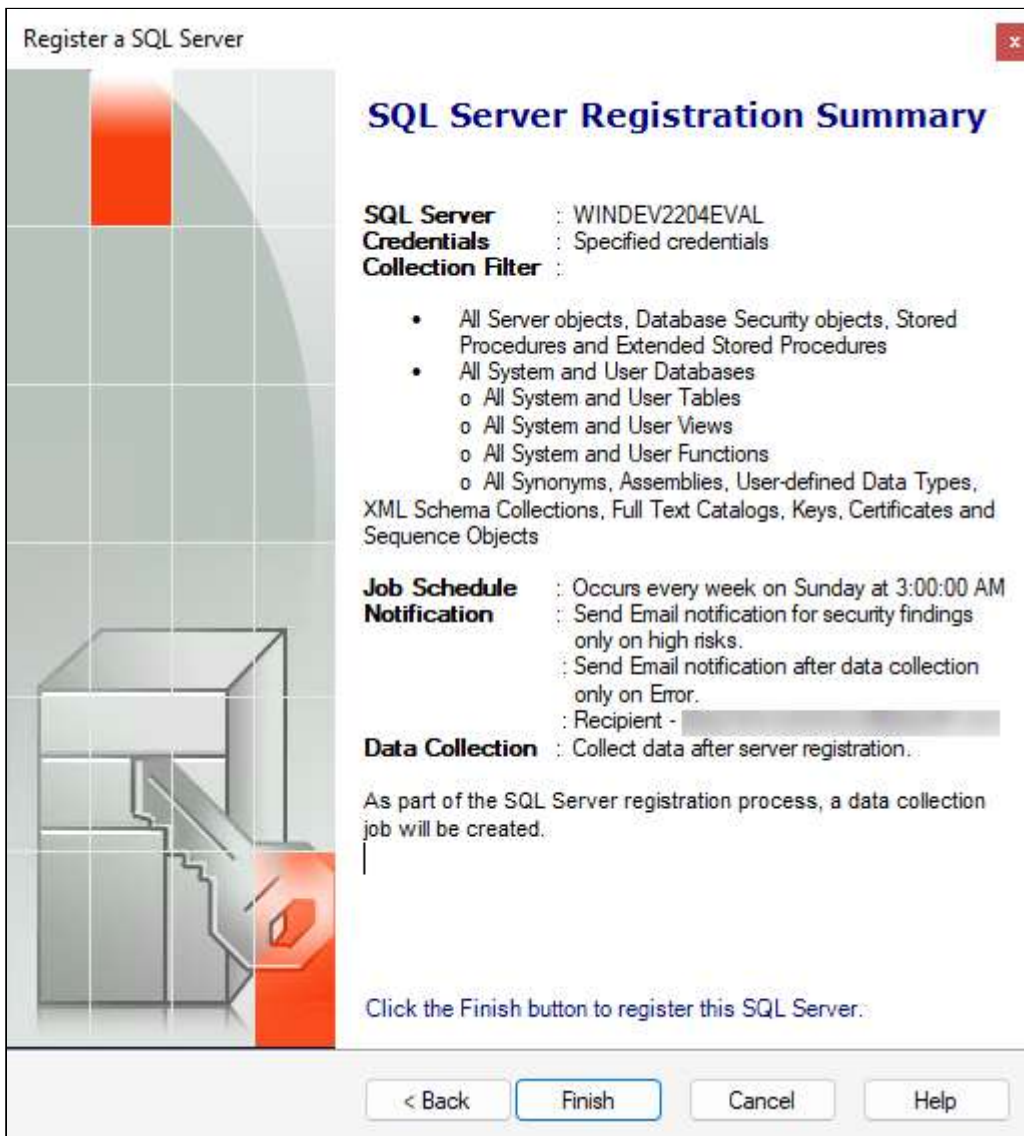 Register a SQL Server
x
SQL Server Registration Summary
SQL Server : WINDEV2204EVAL
Credentials : Specified credentials
Collection Filter :
• All Server objects, Database Security objects, Stored
Procedures and Extended Stored Procedures
• All System and User Databases
o All System and User Tables
o All System and User Views
o All System and User Functions
o All Synonyms, Assemblies, User-defined Data Types,
XML Schema Collections, Full Text Catalogs, Keys, Certificates and
Sequence Objects
Job Schedule : Occurs every week on Sunday at 3:00:00 AM
Notification : Send Email notification for security findings
only on high risks.
: Send Email notification after data collection
only on Error.
: Recipient -
Data Collection : Collect data after server registration.
As part of the SQL Server registration process, a data collection
job will be created.
Click the Finish button to register this SQL Server.
< Back Finish Cancel Help